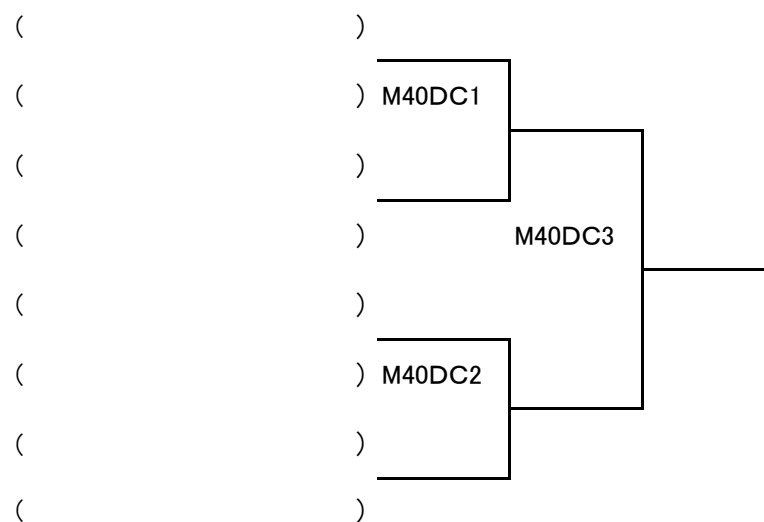 (                    )
(                    ) M40DC1
(                    )
(                    ) M40DC3
(                    )
(                    ) M40DC2
(                    )
(                    )